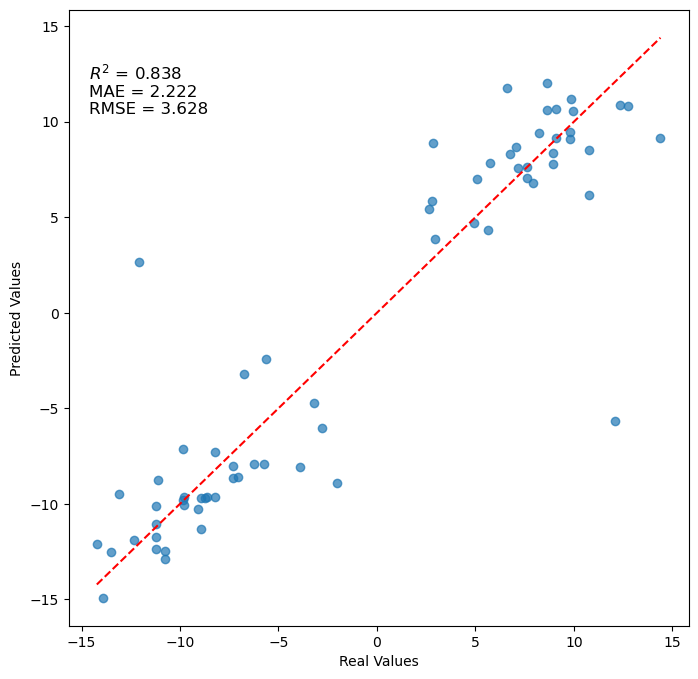 R² = 0.838
MAE = 2.222
RMSE = 3.628
15
10
5
0
−5
−10
−15
Predicted Values
−15 −10 −5 0 5 10 15
Real Values